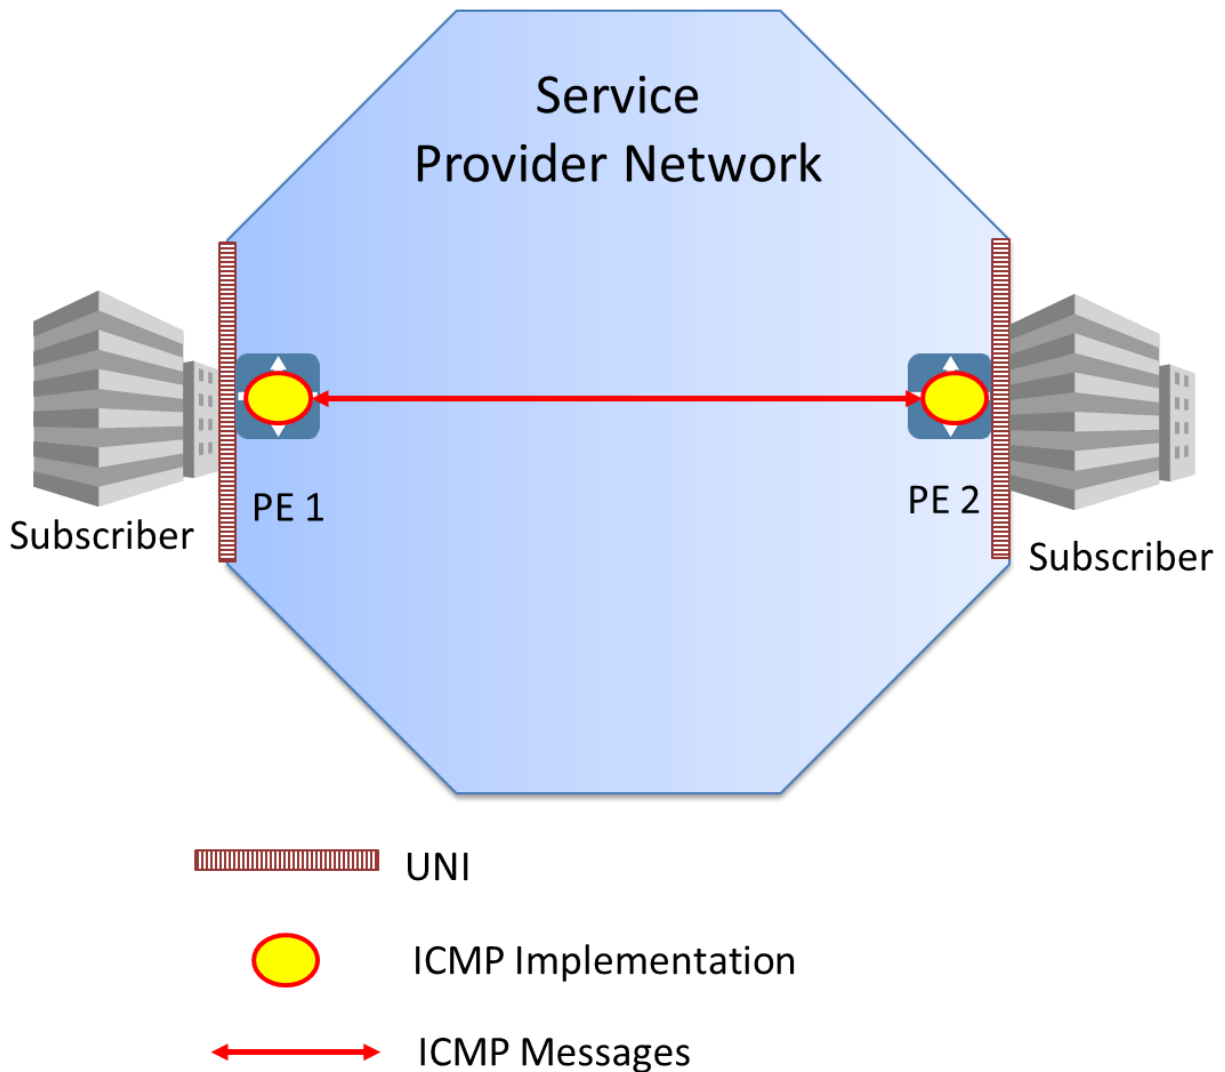 Service
Provider Network
PE 1
PE 2
Subscriber
Subscriber
UNI
ICMP Implementation
ICMP Messages